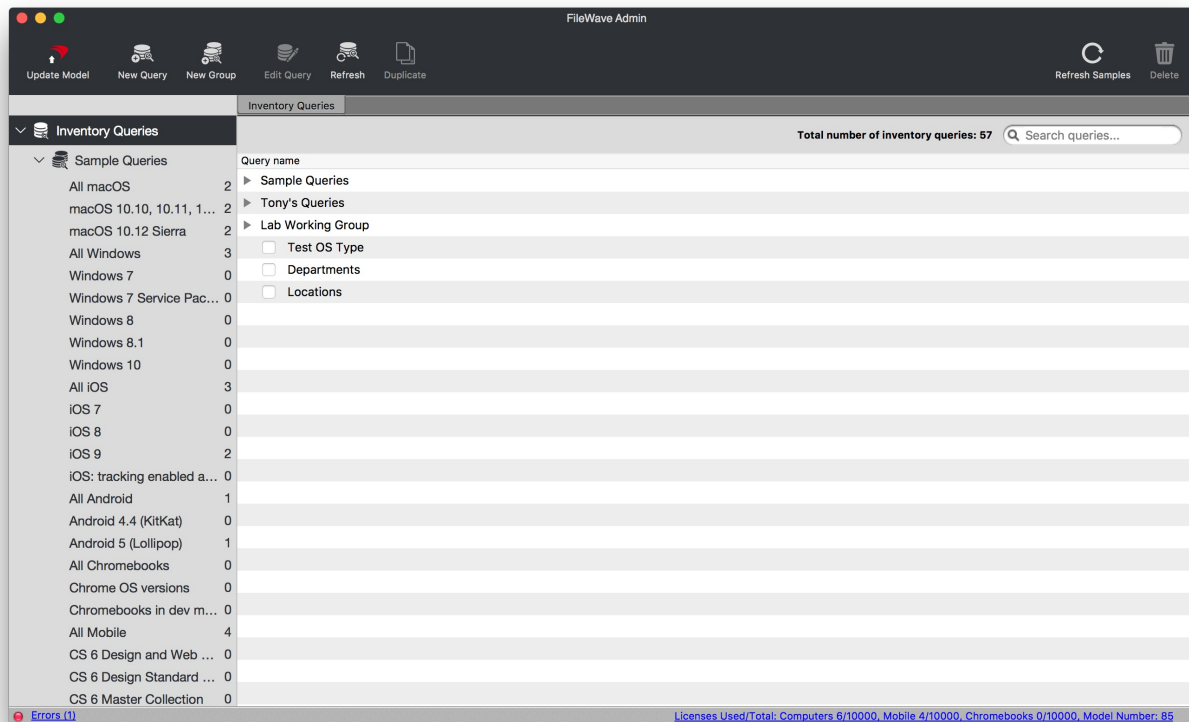 FileWave Admin
Update Model New Query New Group Edit Query Refresh Duplicate Refresh Samples Delete
Inventory Queries
Inventory Queries
Total number of inventory queries: 57 Search queries...
Sample Queries
All macOS 2
macOS 10.10, 10.11, 1... 2
macOS 10.12 Sierra 2
All Windows 3
Windows 7 0
Windows 7 Service Pac... 0
Windows 8 0
Windows 8.1 0
Windows 10 0
All iOS 3
iOS 7 0
iOS 8 0
iOS 9 2
iOS: tracking enabled a... 0
All Android 1
Android 4.4 (KitKat) 0
Android 5 (Lollipop) 1
All Chromebooks 0
Chrome OS versions 0
Chromebooks in dev m... 0
All Mobile 4
CS 6 Design and Web ... 0
CS 6 Design Standard ... 0
CS 6 Master Collection 0
Query name
Sample Queries
Tony's Queries
Lab Working Group
Test OS Type
Departments
Locations
Errors (1)
Licenses Used/Total: Computers 6/10000, Mobile 4/10000, Chromebooks 0/10000, Model Number: 85